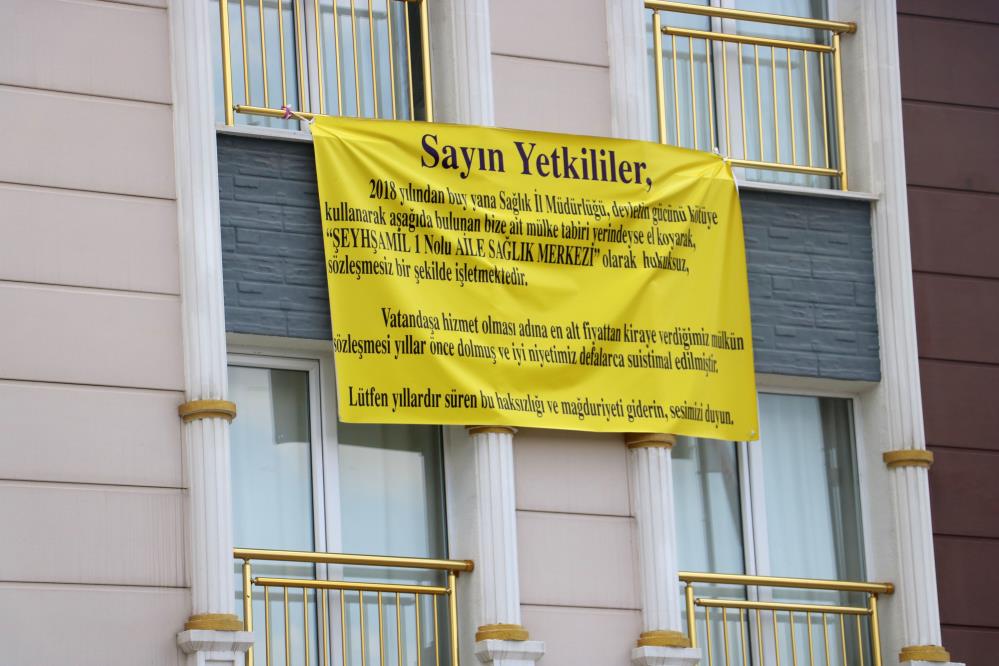 Sayın Yetkililer,
2018 yılından buy yana Sağlık İl Müdürlüğü, devletin gücünü kötüye
kullanarak aşağıda bulunan bize ait mülke tabiri yerindeyse el koyarak,
“ŞEYHŞAMİL 1 Nolu AİLE SAĞLIK MERKEZİ” olarak hukuksuz,
sözleşmesiz bir şekilde işletmektedir.
Vatandaşa hizmet olması adına en alt fiyattan kiraye verdiğimiz mülkün
sözleşmesi yıllar önce dolmuş ve iyi niyetimiz defalarca suistimal edilmiştir.
Lütfen yıllardır süren bu haksızlığı ve mağduriyeti giderin, sesimizi duyun.